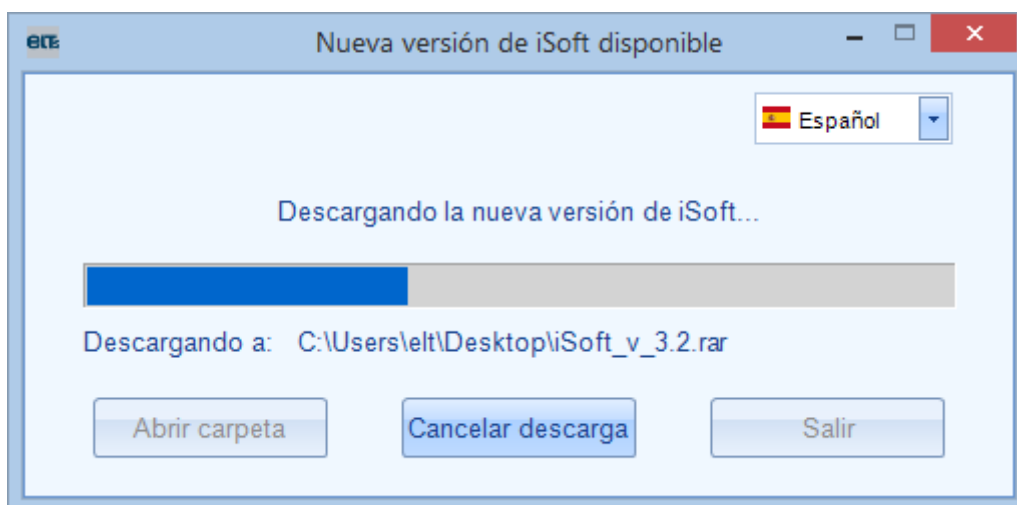 elt
Nueva versión de iSoft disponible
Español
Descargando la nueva versión de iSoft...
Descargando a: C:\Users\elt\Desktop\iSoft_v_3.2.rar
Abrir carpeta
Cancelar descarga
Salir